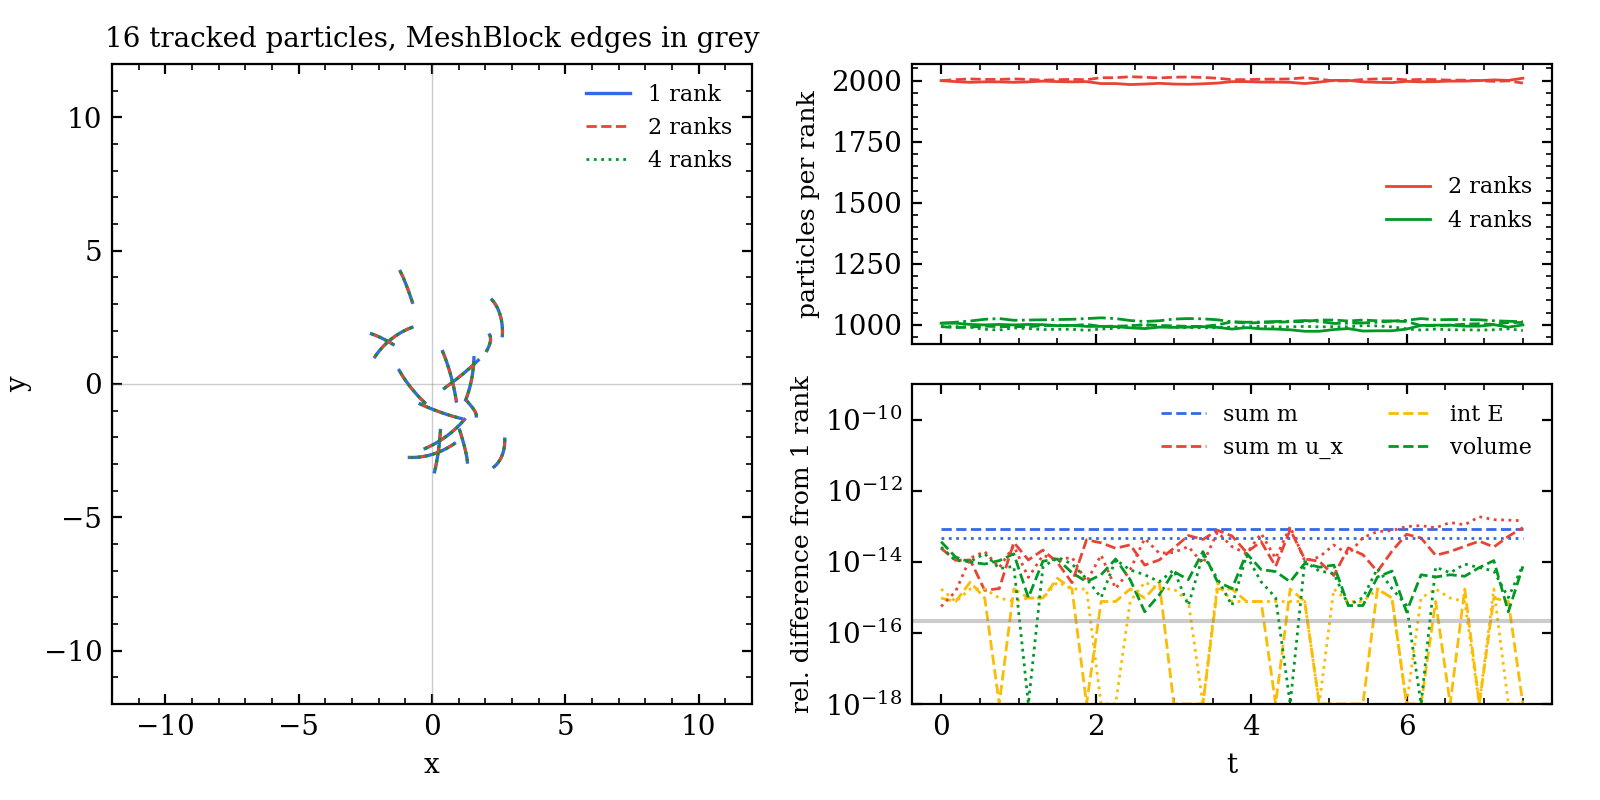 16 tracked particles, MeshBlock edges in grey
1 rank
2 ranks
4 ranks
10
5
0
−5
−10
y
−10 −5 0 5 10
x
2000
1750
1500
1250
1000
particles per rank
2 ranks
4 ranks
10⁻¹⁰
10⁻¹²
10⁻¹⁴
10⁻¹⁶
10⁻¹⁸
rel. difference from 1 rank
sum m int E
sum m u_x volume
0 2 4 6
t